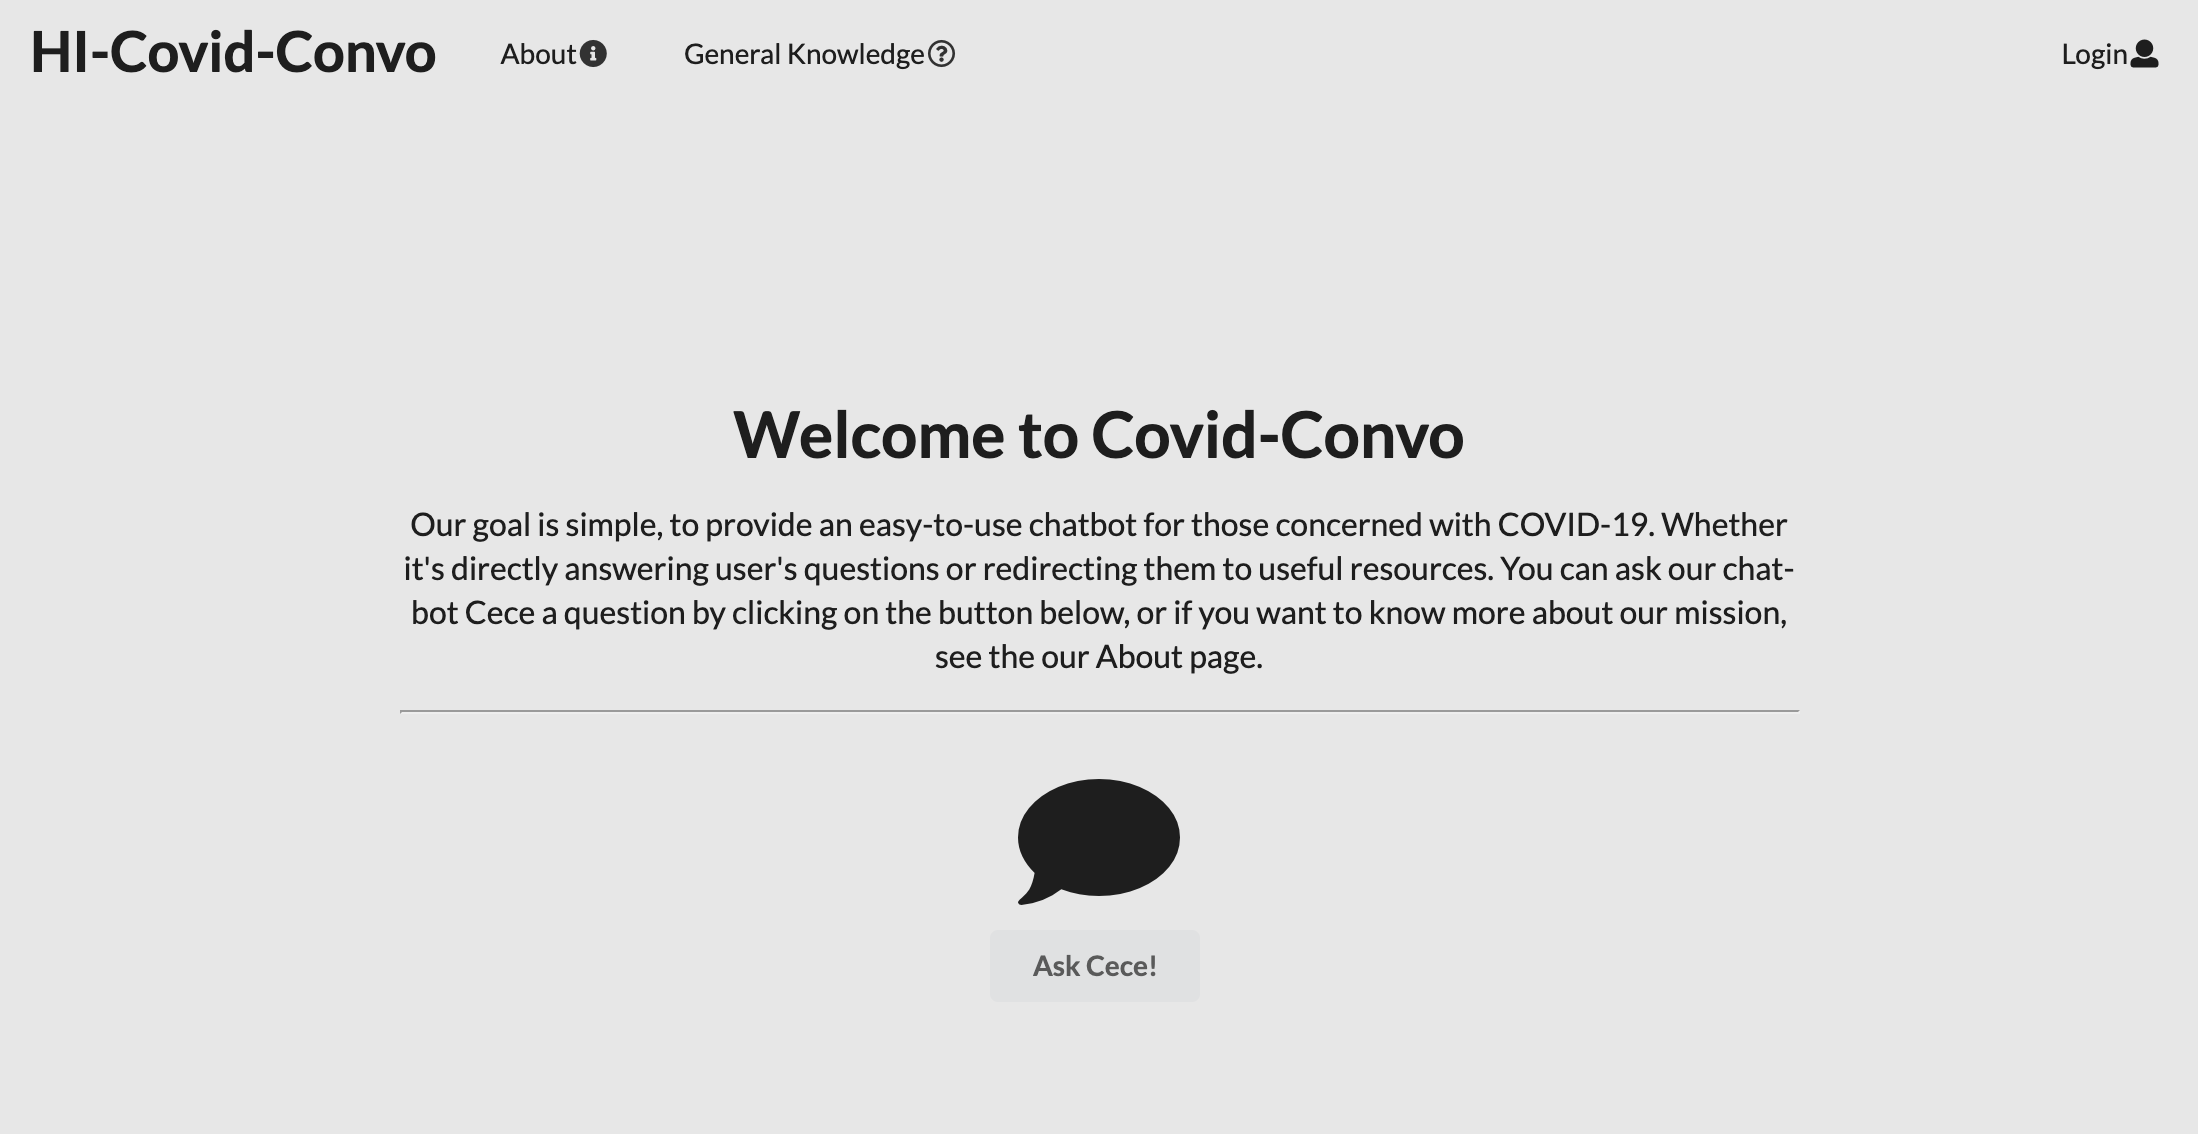 HI-Covid-Convo
About
General Knowledge
Login
Welcome to Covid-Convo
Our goal is simple, to provide an easy-to-use chatbot for those concerned with COVID-19. Whether
it's directly answering user's questions or redirecting them to useful resources. You can ask our chat-
bot Cece a question by clicking on the button below, or if you want to know more about our mission,
see the our About page.
Ask Cece!